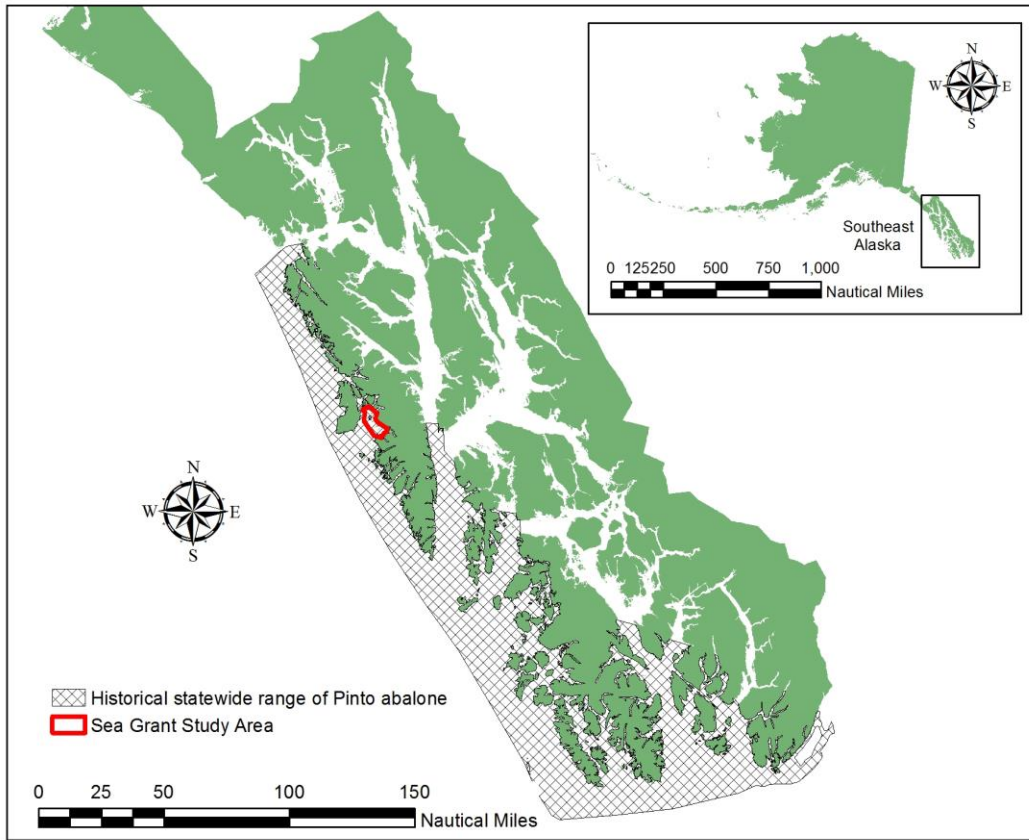 N
W E
S
Southeast
Alaska
0 125250 500 750 1,000
Nautical Miles
N
W E
S
Historical statewide range of Pinto abalone
Sea Grant Study Area
0 25 50 100 150
Nautical Miles